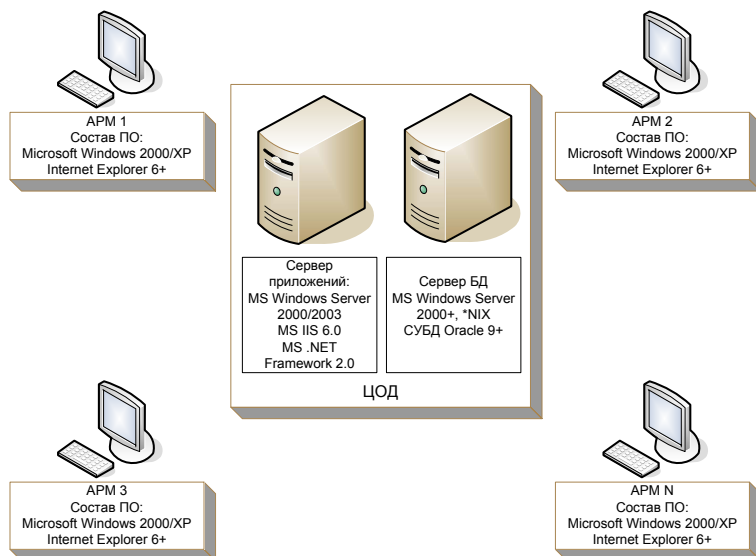 АРМ 1
Состав ПО:
Microsoft Windows 2000/XP
Internet Explorer 6+
АРМ 2
Состав ПО:
Microsoft Windows 2000/XP
Internet Explorer 6+
Сервер
приложений:
MS Windows Server
2000/2003
MS IIS 6.0
MS .NET
Framework 2.0
Сервер БД
MS Windows Server
2000+, *NIX
СУБД Oracle 9+
ЦОД
АРМ 3
Состав ПО:
Microsoft Windows 2000/XP
Internet Explorer 6+
АРМ N
Состав ПО:
Microsoft Windows 2000/XP
Internet Explorer 6+